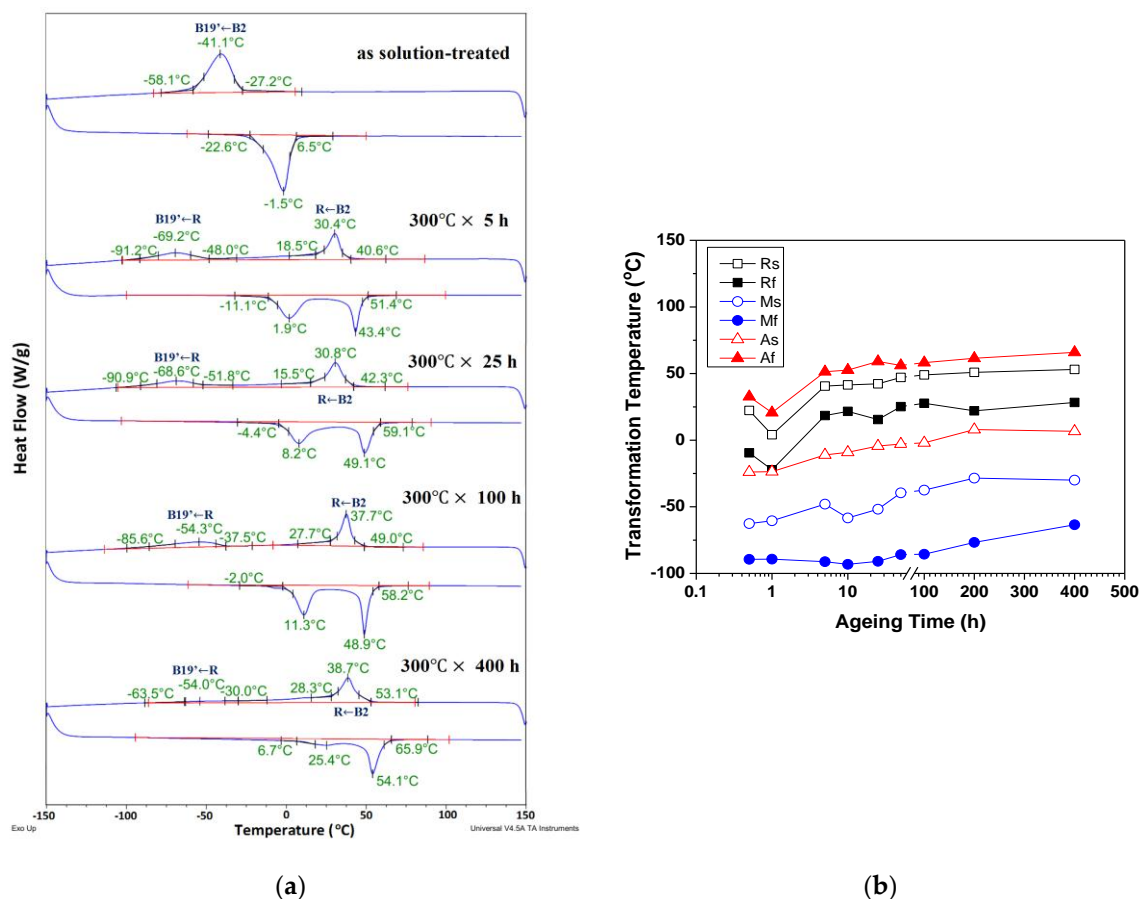 B19’←B2
-41.1°C
as solution-treated
-58.1°C
-27.2°C
-22.6°C
6.5°C
-1.5°C
300℃ × 5 h
R←B2
30.4°C
B19’←R
-69.2°C
-91.2°C
-48.0°C
18.5°C
40.6°C
-11.1°C
51.4°C
1.9°C
43.4°C
300℃ × 25 h
30.8°C
B19’←R
-68.6°C
-90.9°C
-51.8°C
15.5°C
42.3°C
R←B2
-4.4°C
59.1°C
8.2°C
49.1°C
300℃ × 100 h
R←B2
37.7°C
B19’←R
-54.3°C
-85.6°C
-37.5°C
27.7°C
49.0°C
-2.0°C
58.2°C
11.3°C
48.9°C
300℃ × 400 h
38.7°C
B19’←R
-54.0°C
-63.5°C
-30.0°C
28.3°C
53.1°C
R←B2
6.7°C
65.9°C
25.4°C
54.1°C
Heat Flow (W/g)
-150
-100
-50
0
50
100
150
Exo Up
Temperature (°C)
Universal V4.5A TA Instruments
(a)
Transformation Temperature (°C)
150
100
50
0
-50
-100
Rs
Rf
Ms
Mf
As
Af
0.1
1
10
100
200
300
400
500
Ageing Time (h)
(b)